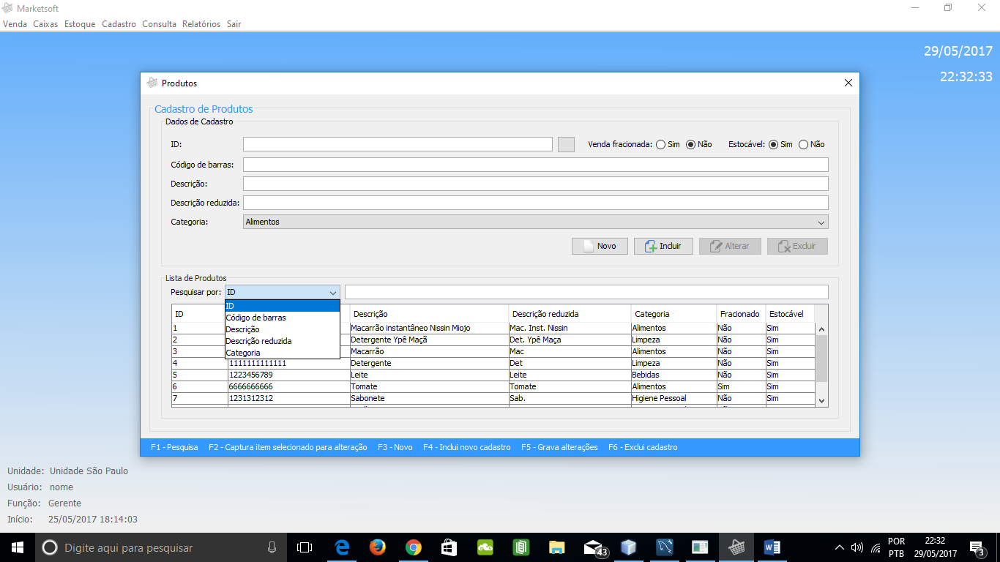 Marketsoft
Venda Caixas Estoque Cadastro Consulta Relatórios Sair
29/05/2017
22:32:33
Produtos
Cadastro de Produtos
Dados de Cadastro
ID: Venda fracionada: Sim Não Estocável: Sim Não
Código de barras:
Descrição:
Descrição reduzida:
Categoria: Alimentos
Novo Incluir Alterar Excluir
Lista de Produtos
Pesquisar por: ID
ID
Código de barras
Descrição
Descrição reduzida
Categoria
ID Descrição Descrição reduzida Categoria Fracionado Estocável
1 Macarrão instantâneo Nissin Miojo Mac. Inst. Nissin Alimentos Não Sim
2 Detergente Ypê Maçã Det. Ypê Maça Limpeza Não Sim
3 Macarrão Mac Alimentos Não Sim
4 1111111111111 Detergente Det Limpeza Não Sim
5 1223456789 Leite Leite Bebidas Não Sim
6 6666666666 Tomate Tomate Alimentos Sim Sim
7 1231312312 Sabonete Sab. Higiene Pessoal Não Sim
F1 - Pesquisa F2 - Captura item selecionado para alteração F3 - Novo F4 - Inclui novo cadastro F5 - Grava alterações F6 - Exclui cadastro
Unidade: Unidade São Paulo
Usuário: nome
Função: Gerente
Início: 25/05/2017 18:14:03
Digite aqui para pesquisar
43
POR
PTB
22:32
29/05/2017
3